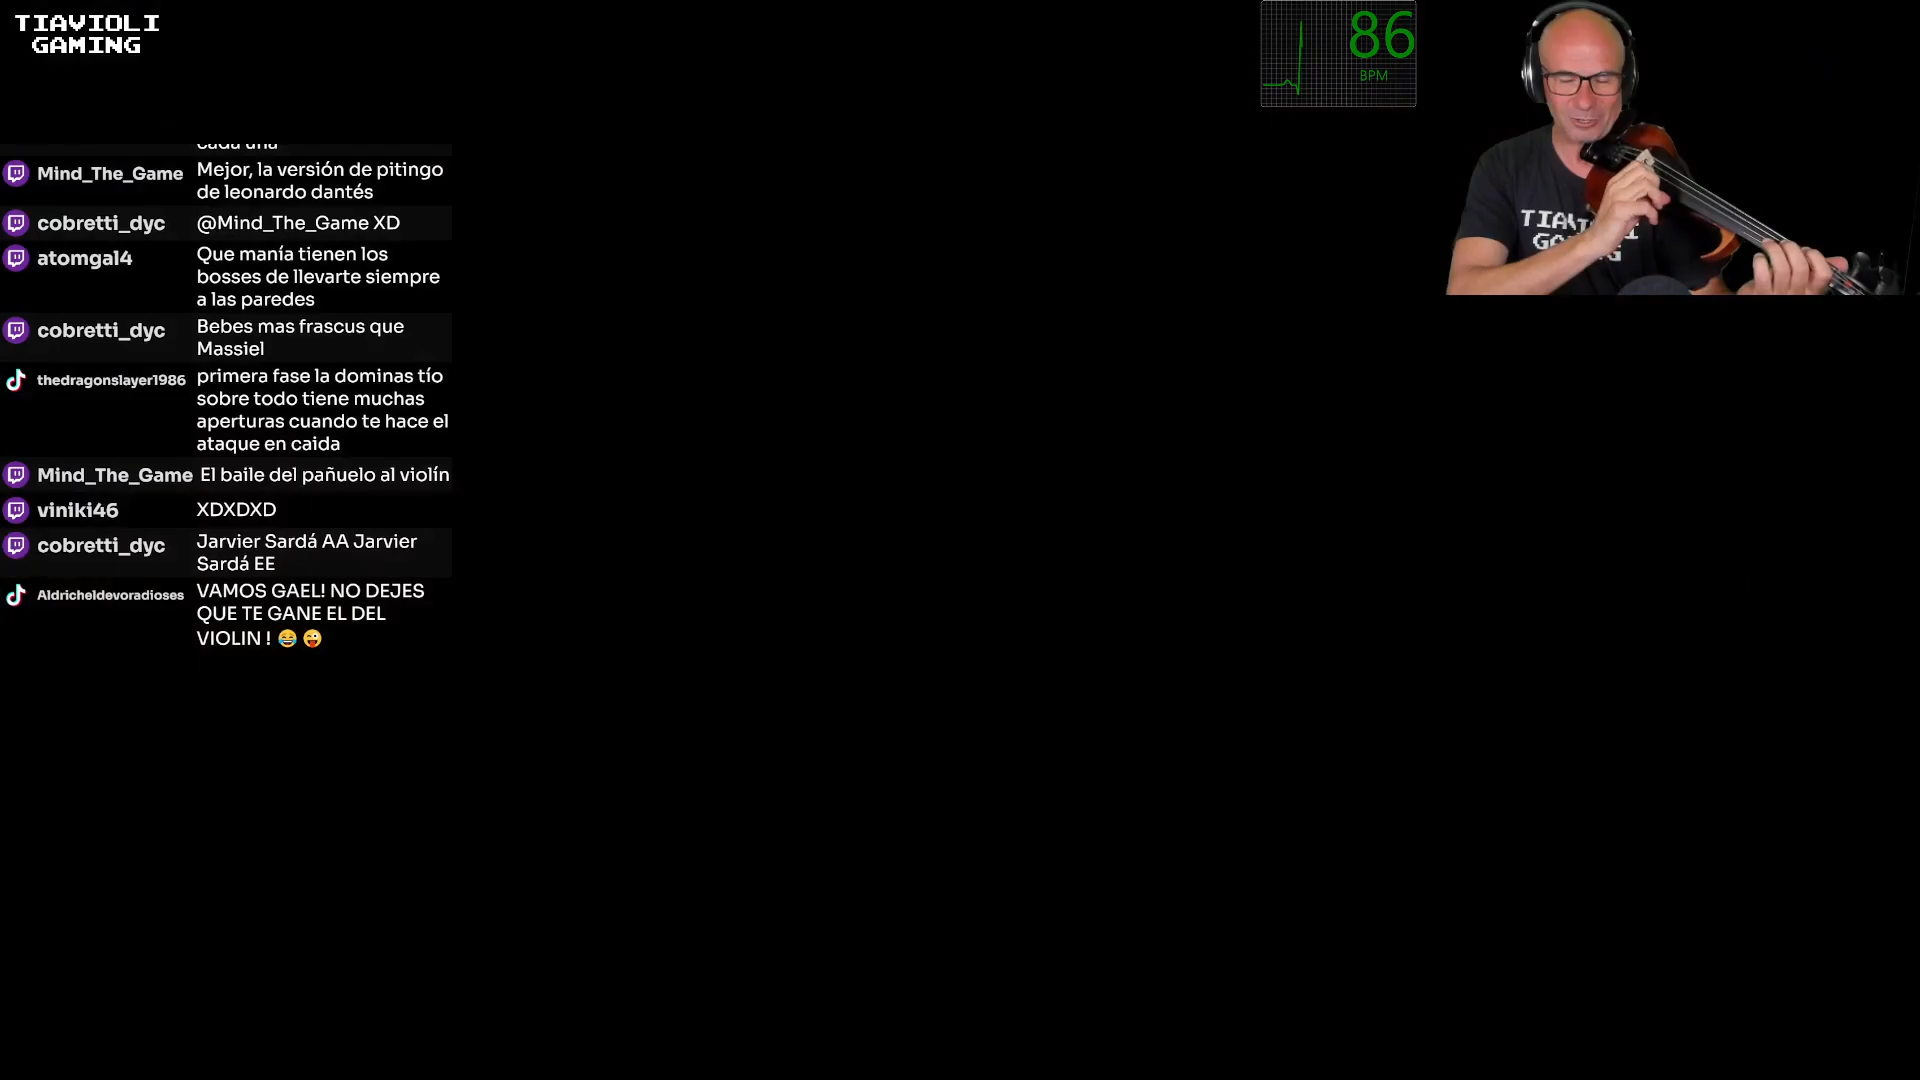 TIAVIOLI
GAMING
86
BPM
cada una
Mind_The_Game Mejor, la versión de pitingo
de leonardo dantés
cobretti_dyc @Mind_The_Game XD
atomgal4 Que manía tienen los
bosses de llevarte siempre
a las paredes
cobretti_dyc Bebes mas frascus que
Massiel
thedragonslayer1986 primera fase la dominas tío
sobre todo tiene muchas
aperturas cuando te hace el
ataque en caida
Mind_The_Game El baile del pañuelo al violín
viniki46 XDXDXD
cobretti_dyc Jarvier Sardá AA Jarvier
Sardá EE
Aldricheldevoradioses VAMOS GAEL! NO DEJES
QUE TE GANE EL DEL
VIOLIN ! 😂 😜